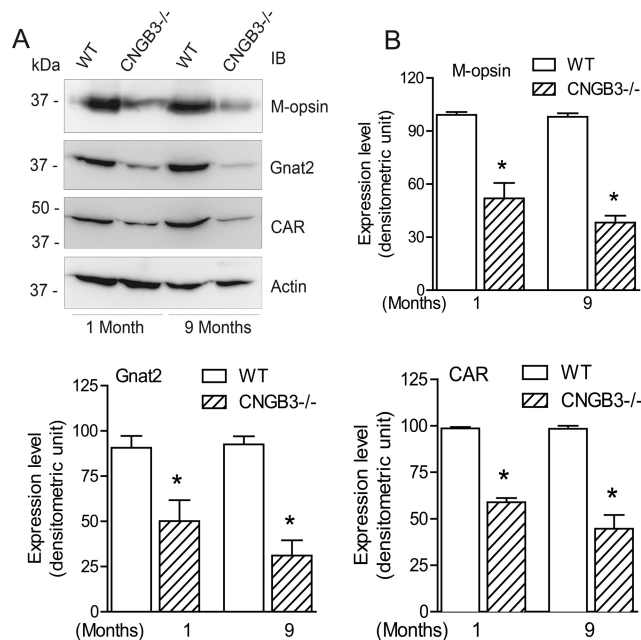 A
WT
CNGB3-/-
WT
CNGB3-/-
kDa
IB
37 -
M-opsin
37 -
Gnat2
50 -
CAR
37 -
37 -
Actin
1 Month
9 Months
B
WT
M-opsin
CNGB3-/-
120
90
60
30
0
Expression level
(densitometric unit)
*
*
(Months)
1
9
Gnat2
WT
CNGB3-/-
125
100
75
50
25
0
Expression level
(densitometric unit)
*
*
(Months)
1
9
CAR
WT
CNGB3-/-
125
100
75
50
25
0
Expression level
(densitometric unit)
*
*
(Months)
1
9